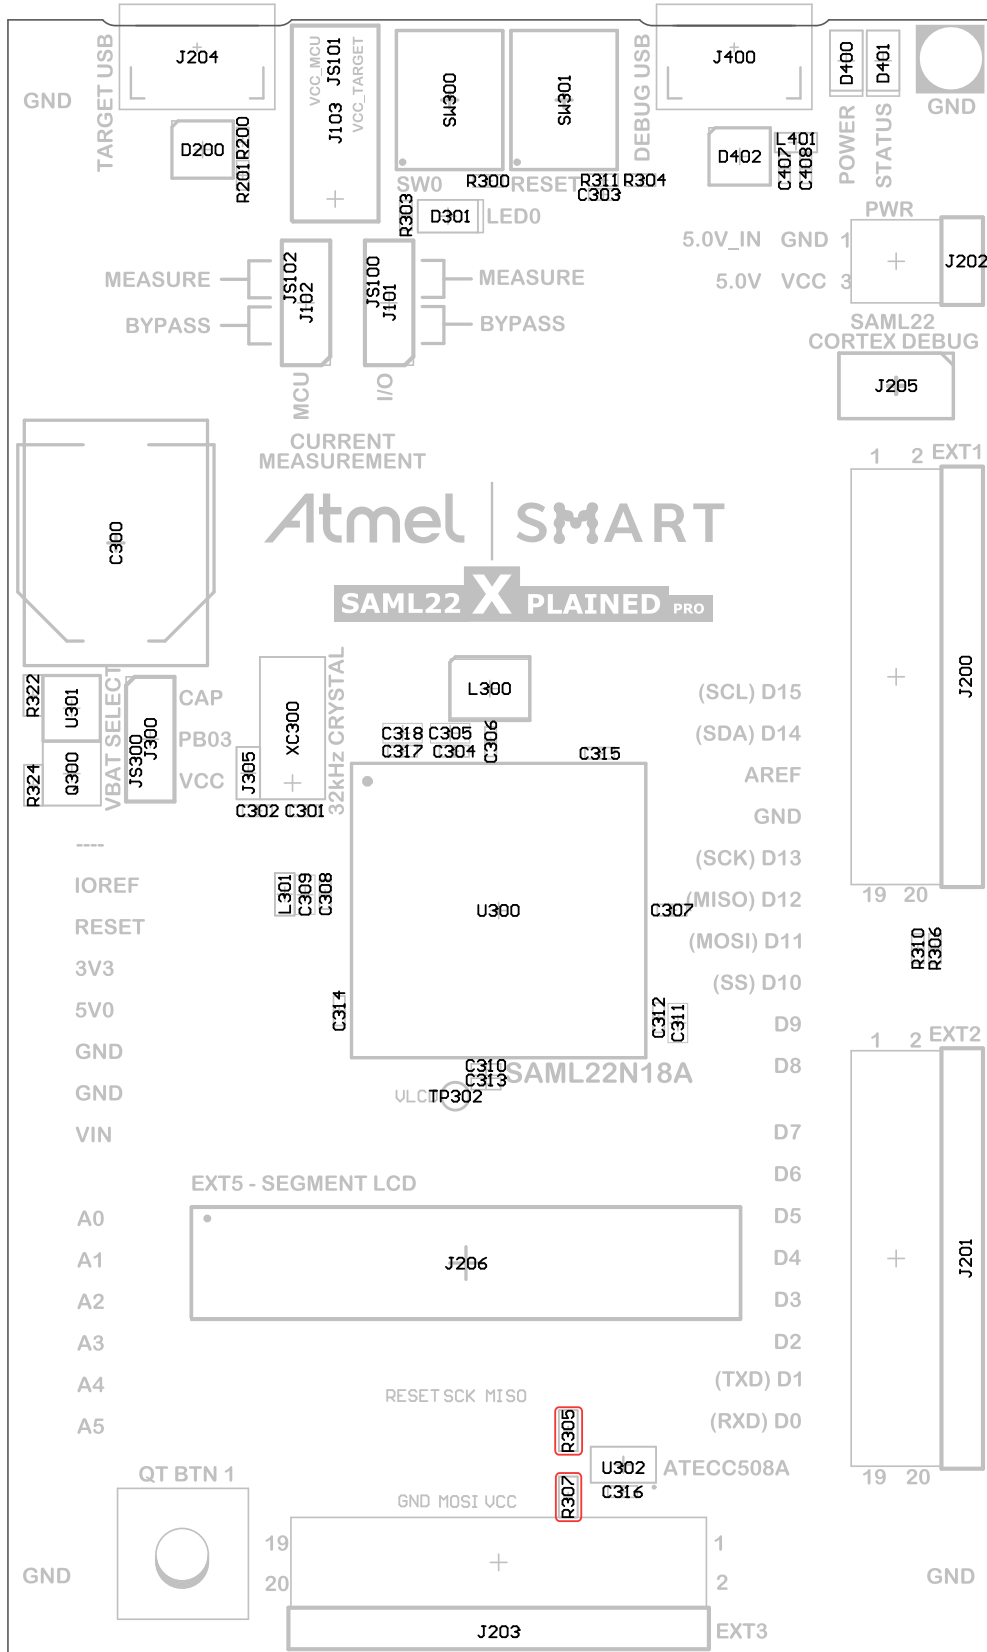 TARGET USB
J204
VCC_MCU
JS101
J103
VCC_TARGET
SW300
SW301
DEBUG USB
J400
D400
D401
GND
GND
POWER
STATUS
D200
R200
R201
D402
L401
C407
C408
SW0
R300
RESET
R311
R304
C303
R303
D301
LED0
PWR
5.0V_IN GND 1
J202
5.0V VCC 3
MEASURE
JS102
J102
JS100
J101
MEASURE
BYPASS
BYPASS
SAML22
CORTEX DEBUG
MCU
I/O
J205
CURRENT
MEASUREMENT
1 2 EXT1
C300
Atmel SMART
SAML22 X PLAINED PRO
R322
U301
VBAT SELECT
JS300
J300
CAP
PB03
VCC
R324
Q300
XC300
32kHz CRYSTAL
J305
C302 C301
L300
C318 C305
C317 C304
C306
C315
(SCL) D15
(SDA) D14
AREF
GND
(SCK) D13
(MISO) D12
(MOSI) D11
(SS) D10
D9
D8
J200
19 20
----
IOREF
RESET
3V3
5V0
GND
GND
VIN
L301
C309
C308
U300
C307
R310
R306
C314
C312
C311
1 2 EXT2
C310
C313
SAML22N18A
VLCD
TP302
D7
D6
D5
D4
D3
D2
(TXD) D1
(RXD) D0
J201
19 20
EXT5 - SEGMENT LCD
J206
A0
A1
A2
A3
A4
A5
RESET SCK MISO
R305
U302
ATECC508A
C316
QT BTN 1
GND MOSI VCC
R307
19
1
20
2
GND
GND
J203
EXT3